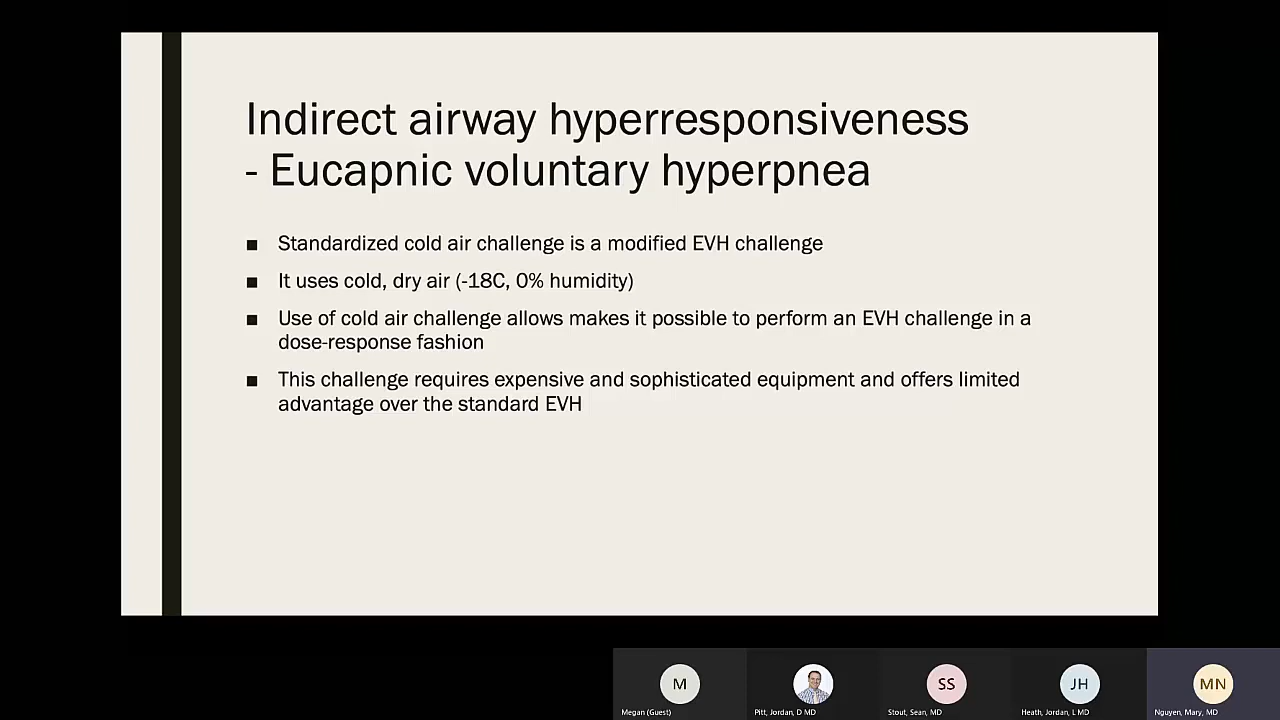 Indirect airway hyperresponsiveness
- Eucapnic voluntary hyperpnea
■ Standardized cold air challenge is a modified EVH challenge
■ It uses cold, dry air (-18C, 0% humidity)
■ Use of cold air challenge allows makes it possible to perform an EVH challenge in a
dose-response fashion
■ This challenge requires expensive and sophisticated equipment and offers limited
advantage over the standard EVH
M
SS
JH
MN
Megan (Guest)
Pitt, Jordan, D MD
Stout, Sean, MD
Heath, Jordan, L MD
Nguyen, Mary, MD